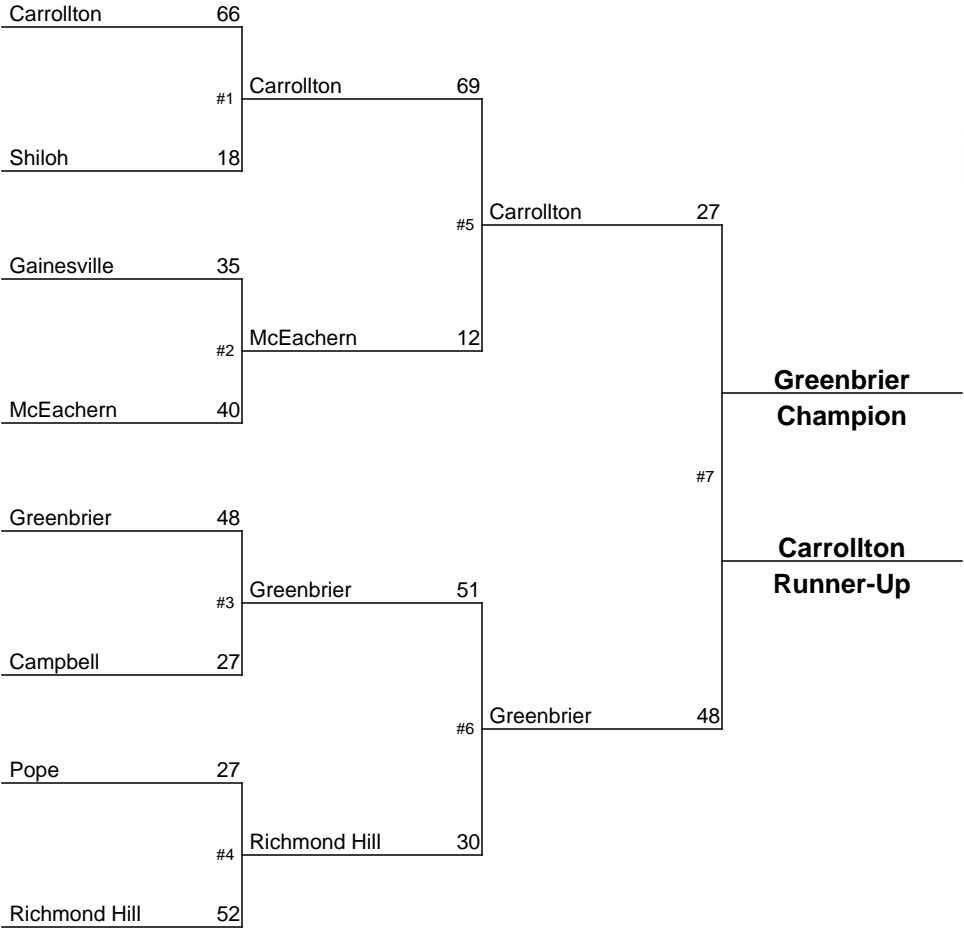 Carrollton 66
#1
Shiloh 18
Carrollton 69
Gainesville 35
#2
McEachern 40
McEachern 12
#5
Carrollton 27
Greenbrier 48
#3
Campbell 27
Greenbrier 51
Pope 27
#4
Richmond Hill 52
Richmond Hill 30
#6
Greenbrier 48
#7
Greenbrier
Champion
Carrollton
Runner-Up